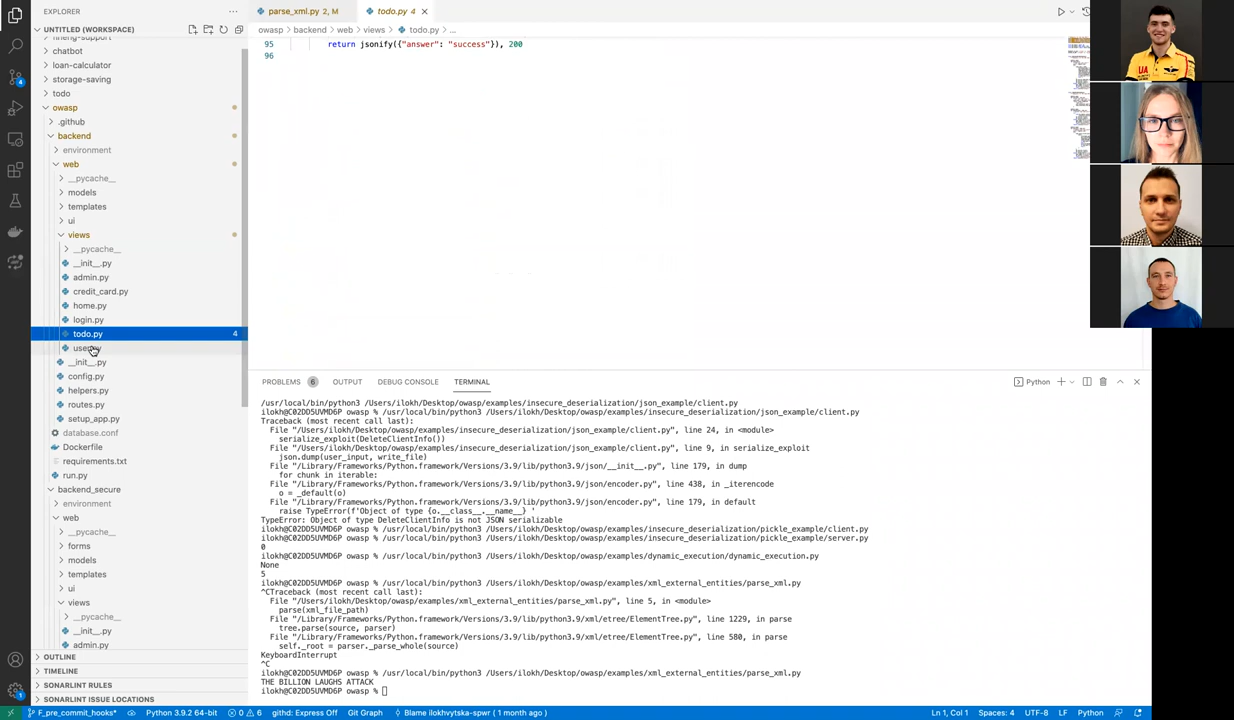 EXPLORER
UNTITLED (WORKSPACE)
chatbot
loan-calculator
storage-saving
todo
owasp
.github
backend
environment
web
__pycache__
models
templates
ui
views
__pycache__
__init__.py
admin.py
credit_card.py
home.py
login.py
todo.py 4
__init__.py
config.py
helpers.py
routes.py
setup_app.py
database.conf
Dockerfile
requirements.txt
run.py
backend_secure
environment
web
__pycache__
forms
models
templates
ui
views
__pycache__
__init__.py
admin.py
OUTLINE
TIMELINE
SONARLINT RULES
SONARLINT ISSUE LOCATIONS
parse_xml.py 2, M
todo.py 4
owasp > backend > web > views > todo.py > ...
95 return jsonify({"answer": "success"}), 200
96
PROBLEMS 6 OUTPUT DEBUG CONSOLE TERMINAL
Python
/usr/local/bin/python3 /Users/ilokh/Desktop/owasp/examples/insecure_deserialization/json_example/client.py
ilokh@C02DD5UVMD6P owasp % /usr/local/bin/python3 /Users/ilokh/Desktop/owasp/examples/insecure_deserialization/json_example/client.py
Traceback (most recent call last):
File "/Users/ilokh/Desktop/owasp/examples/insecure_deserialization/json_example/client.py", line 24, in <module>
serialize_exploit(DeleteClientInfo())
File "/Users/ilokh/Desktop/owasp/examples/insecure_deserialization/json_example/client.py", line 9, in serialize_exploit
json.dump(user_input, write_file)
File "/Library/Frameworks/Python.framework/Versions/3.9/lib/python3.9/json/__init__.py", line 179, in dump
for chunk in iterable:
File "/Library/Frameworks/Python.framework/Versions/3.9/lib/python3.9/json/encoder.py", line 438, in _iterencode
o = _default(o)
File "/Library/Frameworks/Python.framework/Versions/3.9/lib/python3.9/json/encoder.py", line 179, in default
raise TypeError(f'Object of type {o.__class__.__name__} '
TypeError: Object of type DeleteClientInfo is not JSON serializable
ilokh@C02DD5UVMD6P owasp % /usr/local/bin/python3 /Users/ilokh/Desktop/owasp/examples/insecure_deserialization/pickle_example/client.py
ilokh@C02DD5UVMD6P owasp % /usr/local/bin/python3 /Users/ilokh/Desktop/owasp/examples/insecure_deserialization/pickle_example/server.py
0
ilokh@C02DD5UVMD6P owasp % /usr/local/bin/python3 /Users/ilokh/Desktop/owasp/examples/dynamic_execution/dynamic_execution.py
None
5
ilokh@C02DD5UVMD6P owasp % /usr/local/bin/python3 /Users/ilokh/Desktop/owasp/examples/xml_external_entities/parse_xml.py
^CTraceback (most recent call last):
File "/Users/ilokh/Desktop/owasp/examples/xml_external_entities/parse_xml.py", line 5, in <module>
parse(xml_file_path)
File "/Library/Frameworks/Python.framework/Versions/3.9/lib/python3.9/xml/etree/ElementTree.py", line 1229, in parse
tree.parse(source, parser)
File "/Library/Frameworks/Python.framework/Versions/3.9/lib/python3.9/xml/etree/ElementTree.py", line 580, in parse
self._root = parser._parse_whole(source)
KeyboardInterrupt
^C
ilokh@C02DD5UVMD6P owasp % /usr/local/bin/python3 /Users/ilokh/Desktop/owasp/examples/xml_external_entities/parse_xml.py
THE BILLION LAUGHS ATTACK
ilokh@C02DD5UVMD6P owasp %
F_pre_commit_hooks* Python 3.9.2 64-bit 0 6 githd: Express Off Git Graph Blame ilokhvytska-spwr ( 1 month ago ) Ln 1, Col 1 Spaces: 4 UTF-8 LF Python
UA